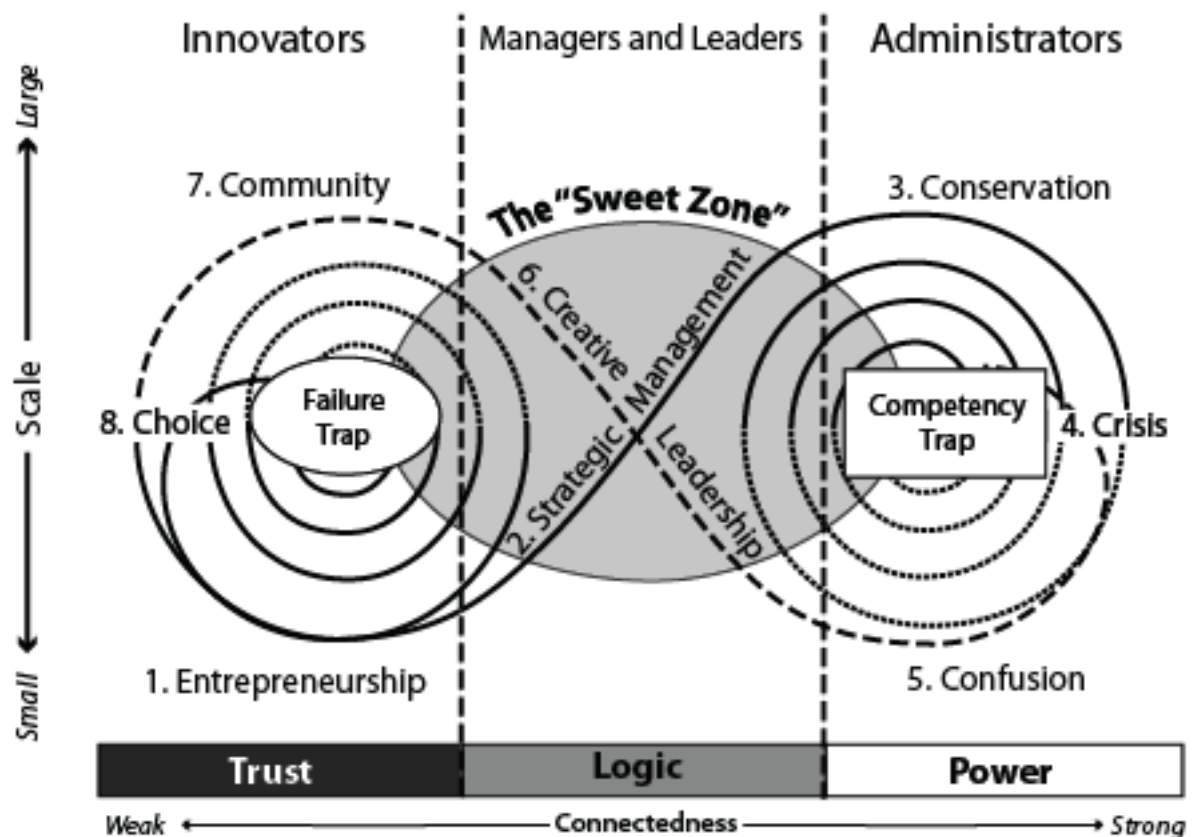 Innovators
Managers and Leaders
Administrators
Large
Scale
Small
7. Community
The "Sweet Zone"
3. Conservation
6. Creative
Leadership
2. Strategic
Management
8. Choice
Failure
Trap
Competency
Trap
4. Crisis
1. Entrepreneurship
5. Confusion
Trust
Logic
Power
Weak
Connectedness
Strong